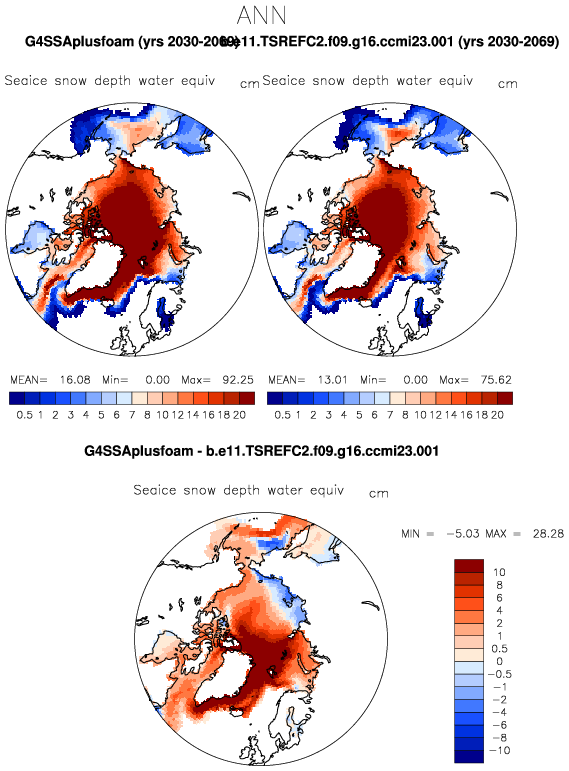 ANN
G4SSAplusfoam (yrs 2030-2069) b.e11.TSREFC2.f09.g16.ccmi23.001 (yrs 2030-2069)
Seaice snow depth water equiv cm Seaice snow depth water equiv cm
MEAN= 16.08 Min= 0.00 Max= 92.25 MEAN= 13.01 Min= 0.00 Max= 75.62
0.5 1 2 3 4 5 6 7 8 10 12 14 16 18 20 0.5 1 2 3 4 5 6 7 8 10 12 14 16 18 20
G4SSAplusfoam - b.e11.TSREFC2.f09.g16.ccmi23.001
Seaice snow depth water equiv cm
MIN = -5.03 MAX = 28.28
10
8
6
4
2
1
0.5
0
-0.5
-1
-2
-4
-6
-8
-10